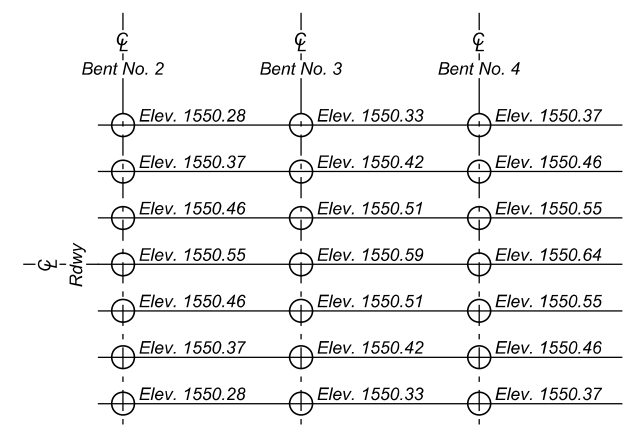 ℄ ℄ ℄
Bent No. 2 Bent No. 3 Bent No. 4
Elev. 1550.28 Elev. 1550.33 Elev. 1550.37
Elev. 1550.37 Elev. 1550.42 Elev. 1550.46
Elev. 1550.46 Elev. 1550.51 Elev. 1550.55
℄ Rdwy Elev. 1550.55 Elev. 1550.59 Elev. 1550.64
Elev. 1550.46 Elev. 1550.51 Elev. 1550.55
Elev. 1550.37 Elev. 1550.42 Elev. 1550.46
Elev. 1550.28 Elev. 1550.33 Elev. 1550.37